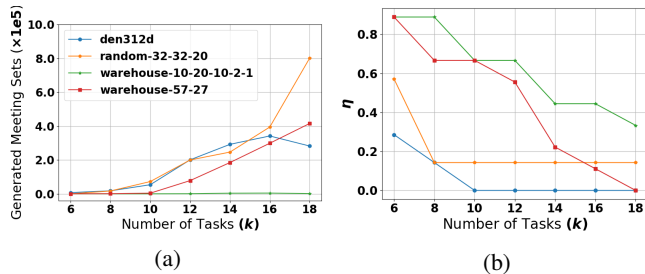 (a)
(b)
Generated Meeting Sets (×1e5)
10.0
8.0
6.0
4.0
2.0
0.0
den312d
random-32-32-20
warehouse-10-20-10-2-1
warehouse-57-27
6 8 10 12 14 16 18
Number of Tasks (k)
(a)
η
0.8
0.6
0.4
0.2
0.0
6 8 10 12 14 16 18
Number of Tasks (k)
(b)